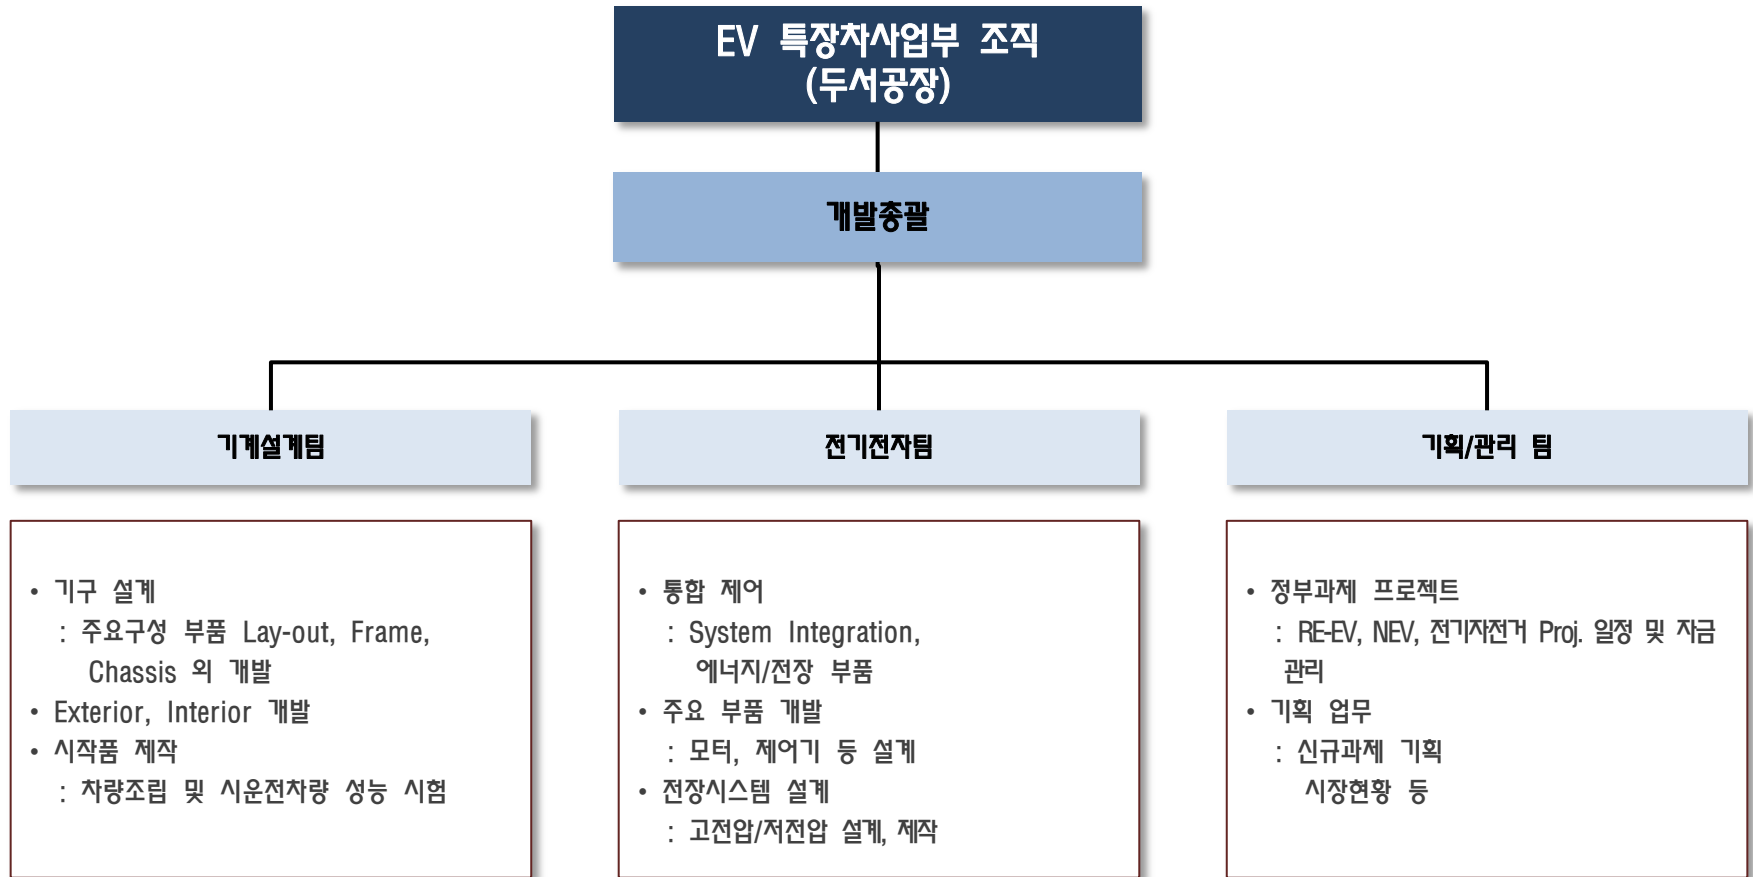 EV 특장차사업부 조직
(두서공장)
개발총괄
기계설계팀
• 기구 설계
: 주요구성 부품 Lay-out, Frame,
Chassis 외 개발
• Exterior, Interior 개발
• 시작품 제작
: 차량조립 및 시운전차량 성능 시험
전기전자팀
• 통합 제어
: System Integration,
에너지/전장 부품
• 주요 부품 개발
: 모터, 제어기 등 설계
• 전장시스템 설계
: 고전압/저전압 설계, 제작
기획/관리 팀
• 정부과제 프로젝트
: RE-EV, NEV, 전기자전거 Proj. 일정 및 자금
관리
• 기획 업무
: 신규과제 기획
시장현황 등